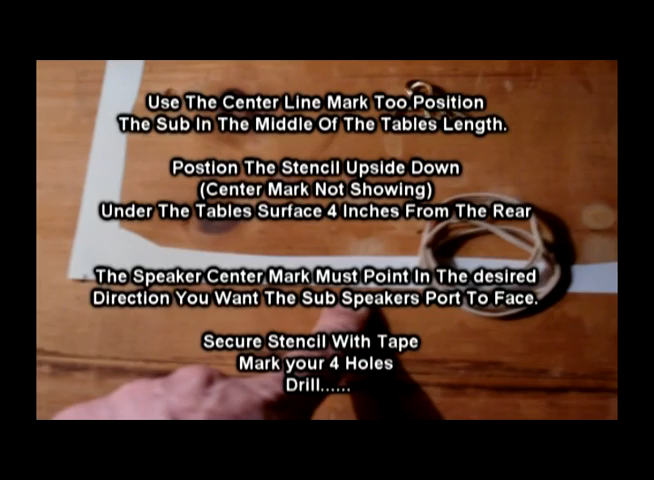 Use The Center Line Mark Too Position
The Sub In The Middle Of The Tables Length.
Postion The Stencil Upside Down
(Center Mark Not Showing)
Under The Tables Surface 4 Inches From The Rear
The Speaker Center Mark Must Point In The desired
Direction You Want The Sub Speakers Port To Face.
Secure Stencil With Tape
Mark your 4 Holes
Drill......